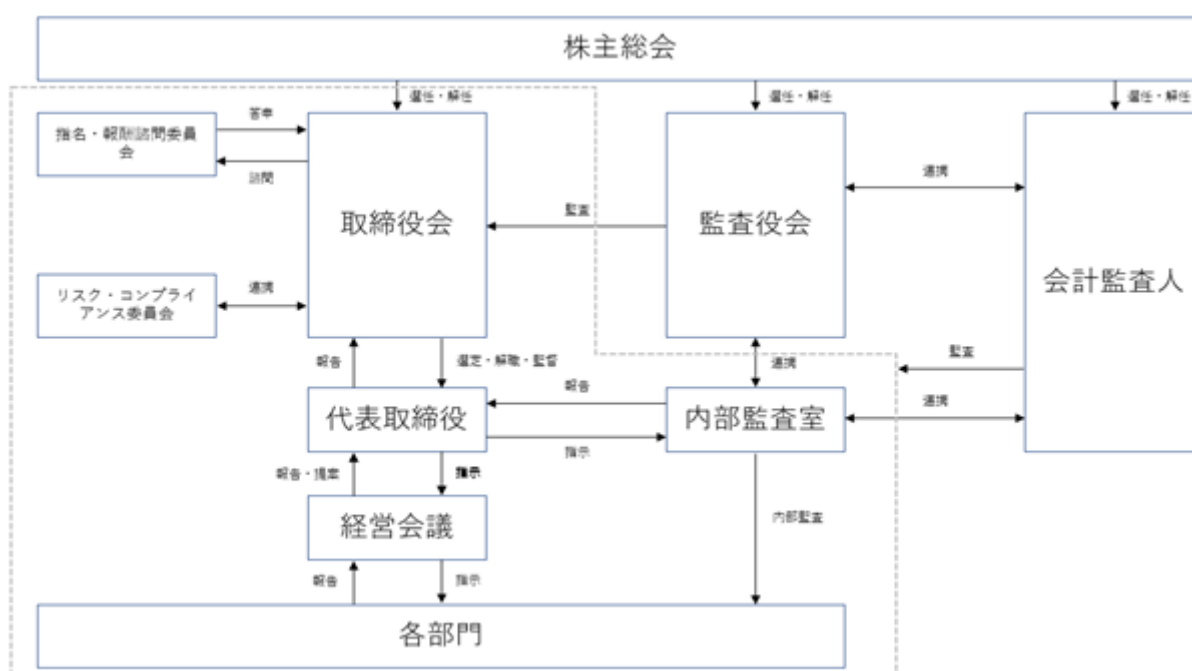 株主総会
選任・解任
選任・解任
選任・解任
答申
指名・報酬諮問委員
会
諮問
取締役会
監査
監査役会
連携
会計監査人
リスク・コンプライ
アンス委員会
連携
報告
選定・解職・監督
連携
監査
代表取締役
報告
指示
内部監査室
連携
報告・提案
指示
経営会議
内部監査
報告
指示
各部門